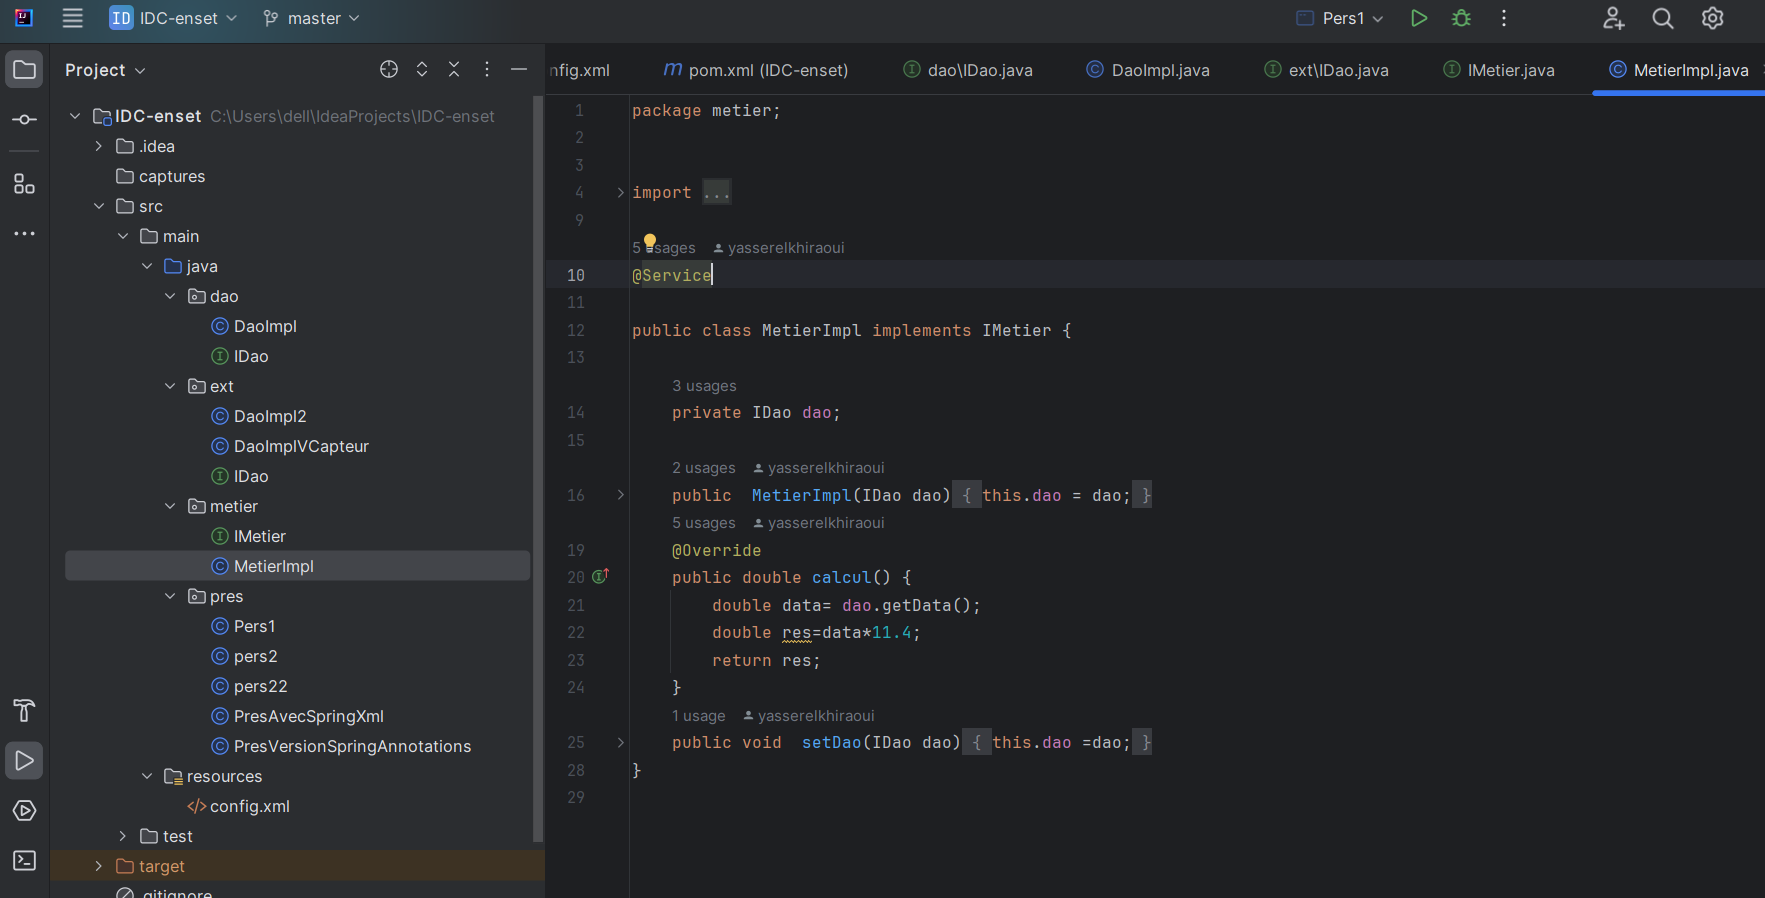 ID IDC-enset master Pers1
Project
nfig.xml m pom.xml (IDC-enset) dao\IDao.java DaoImpl.java ext\IDao.java IMetier.java MetierImpl.java
IDC-enset C:\Users\dell\IdeaProjects\IDC-enset
.idea
captures
src
main
java
dao
DaoImpl
IDao
ext
DaoImpl2
DaoImplVCapteur
IDao
metier
IMetier
MetierImpl
pres
Pers1
pers2
pers22
PresAvecSpringXml
PresVersionSpringAnnotations
resources
config.xml
test
target
.gitignore
1 package metier;
2
3
4 import ...
9
5 usages yasserelkhiraoui
10 @Service
11
12 public class MetierImpl implements IMetier {
13
3 usages
14 private IDao dao;
15
2 usages yasserelkhiraoui
16 public MetierImpl(IDao dao) { this.dao = dao; }
5 usages yasserelkhiraoui
19 @Override
20 public double calcul() {
21 double data= dao.getData();
22 double res=data*11.4;
23 return res;
24 }
1 usage yasserelkhiraoui
25 public void setDao(IDao dao) { this.dao =dao; }
28 }
29